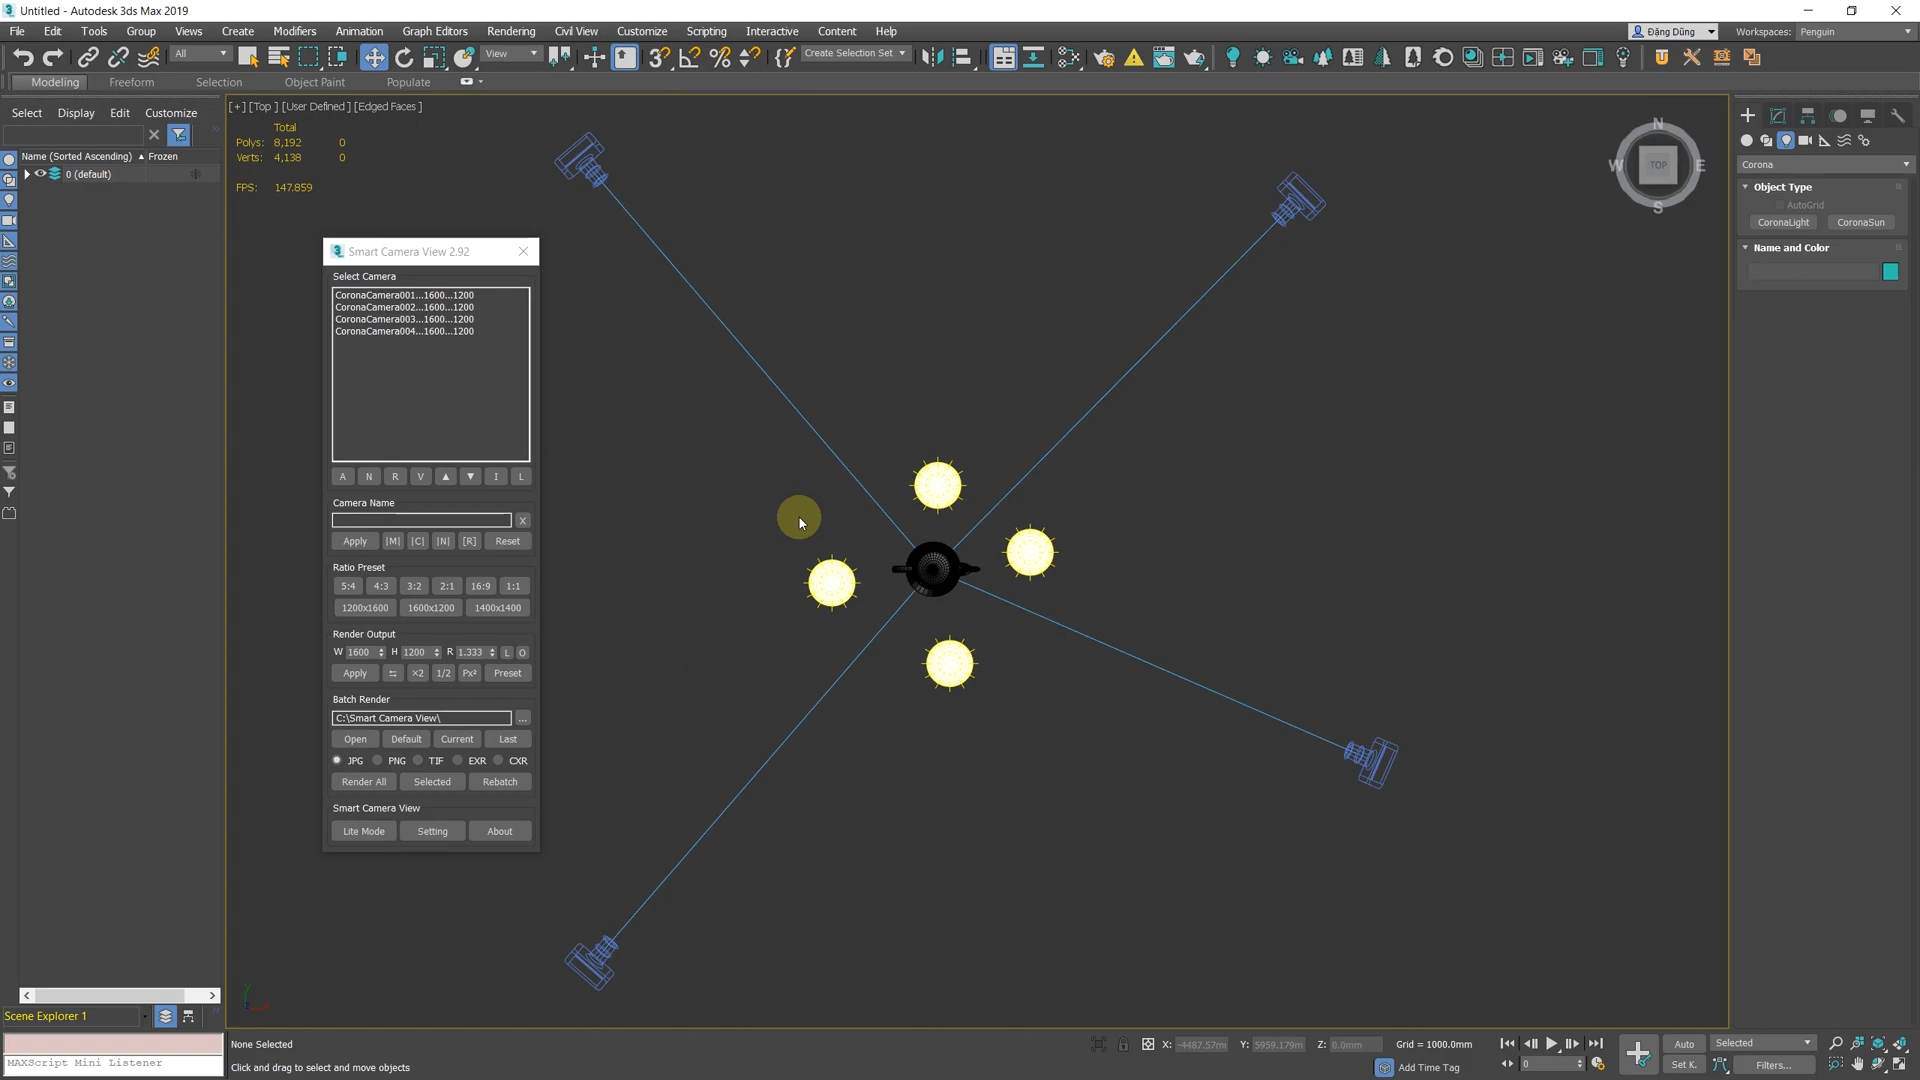 Untitled - Autodesk 3ds Max 2019
File Edit Tools Group Views Create Modifiers Animation Graph Editors Rendering Civil View Customize Scripting Interactive Content Help
Đặng Dũng Workspaces: Penguin
All View Create Selection Set
Modeling Freeform Selection Object Paint Populate
Select Display Edit Customize
[+] [Top ] [User Defined ] [Edged Faces ]
Name (Sorted Ascending) Frozen
0 (default)
Total
Polys: 8,192 0
Verts: 4,138 0
FPS: 147.859
N
W TOP E
S
Corona
Object Type
AutoGrid
CoronaLight CoronaSun
Name and Color
Smart Camera View 2.92
Select Camera
CoronaCamera001...1600...1200
CoronaCamera002...1600...1200
CoronaCamera003...1600...1200
CoronaCamera004...1600...1200
A N R V ▲ ▼ I L
Camera Name
X
Apply |M| |C| |N| [R] Reset
Ratio Preset
5:4 4:3 3:2 2:1 16:9 1:1
1200x1600 1600x1200 1400x1400
Render Output
W 1600 H 1200 R 1.333 L O
Apply ⇆ ×2 1/2 Px² Preset
Batch Render
C:\Smart Camera View\ ...
Open Default Current Last
JPG PNG TIF EXR CXR
Render All Selected Rebatch
Smart Camera View
Lite Mode Setting About
Scene Explorer 1
MAXScript Mini Listener
None Selected
Click and drag to select and move objects
X: -4487.57m Y: 5959.179m Z: 0.0mm Grid = 1000.0mm
Add Time Tag
0
Auto Selected
Set K. Filters...